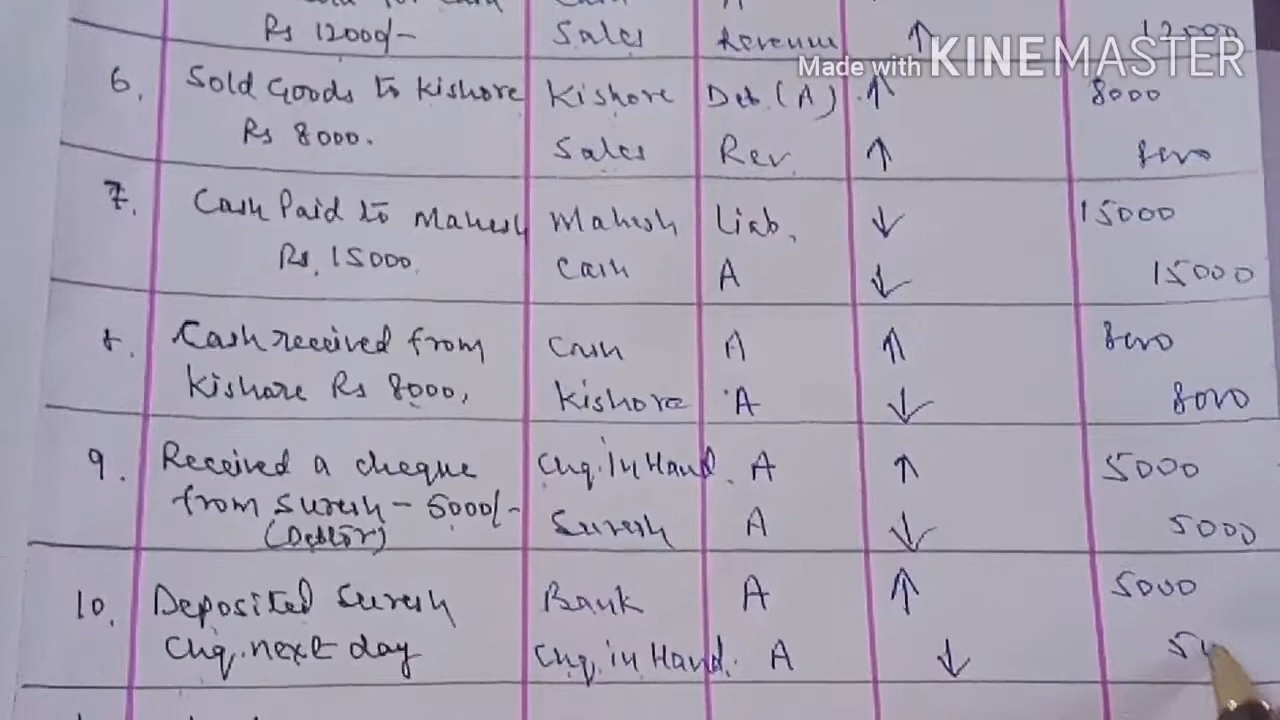 Rs 12000/- Sales Revenue ↑ 12000
Made with KINEMASTER
6. Sold Goods to Kishore Kishore Deb.(A) ↑ 8000
Rs 8000. Sales Rev. ↑ 8000
7. Cash Paid to Mahesh Mahesh Liab. ↓ 15000
Rs. 15000. Cash A ↓ 15000
8. Cash received from Cash A ↑ 8000
Kishore Rs 8000, Kishore A ↓ 8000
9. Received a cheque Chq. In Hand. A ↑ 5000
from Suresh - 5000/- Suresh A ↓ 5000
(Debtor)
10. Deposited Suresh Bank A ↑ 5000
Chq. next day Chq. in Hand. A ↓